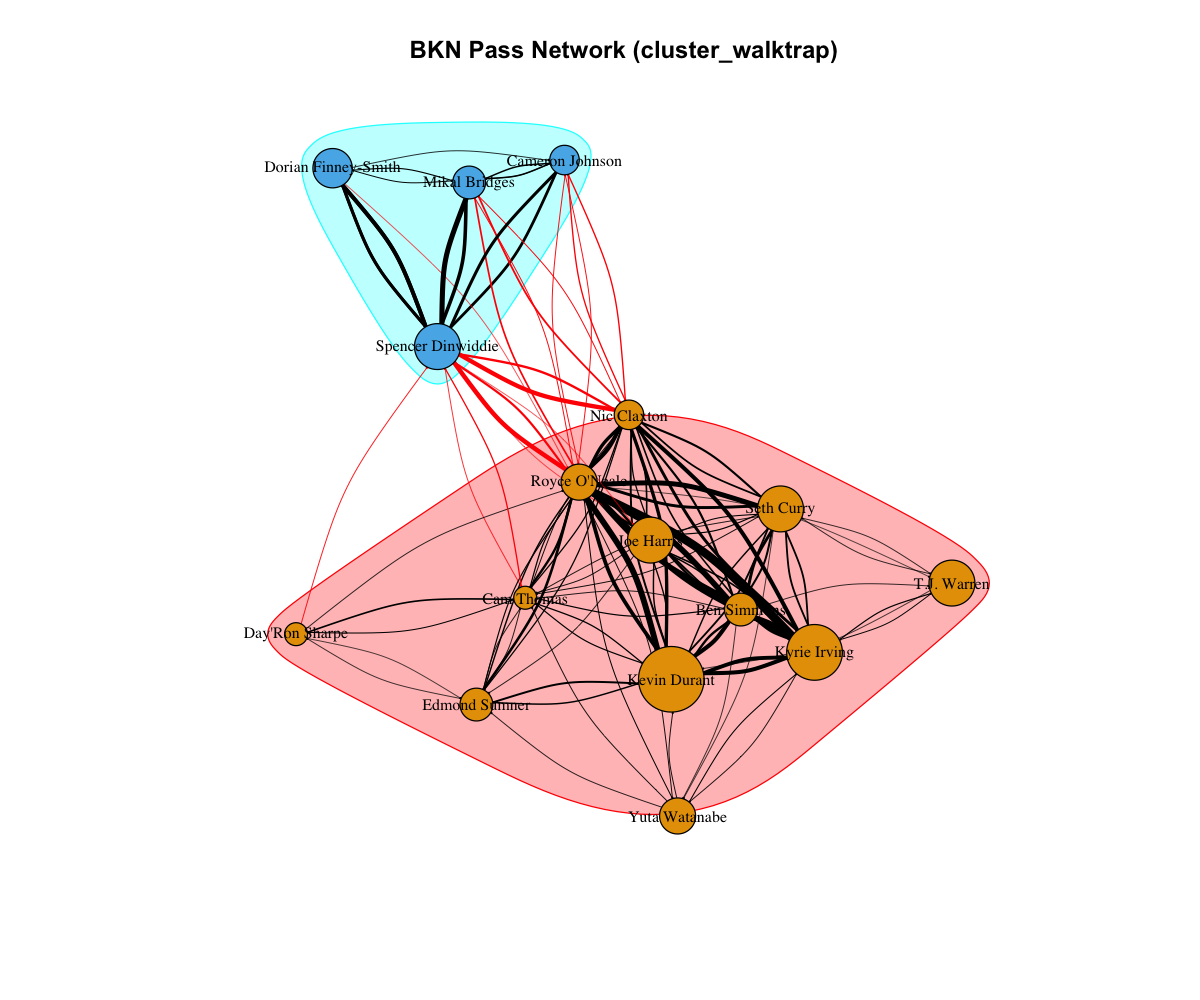 BKN Pass Network (cluster_walktrap)
Cameron Johnson
Dorian Finney-Smith
Mikal Bridges
Spencer Dinwiddie
Nic Claxton
Royce O'Neale
Seth Curry
Joe Harris
T.J. Warren
Cam Thomas
Ben Simmons
Day'Ron Sharpe
Kyrie Irving
Kevin Durant
Edmond Sumner
Yuta Watanabe